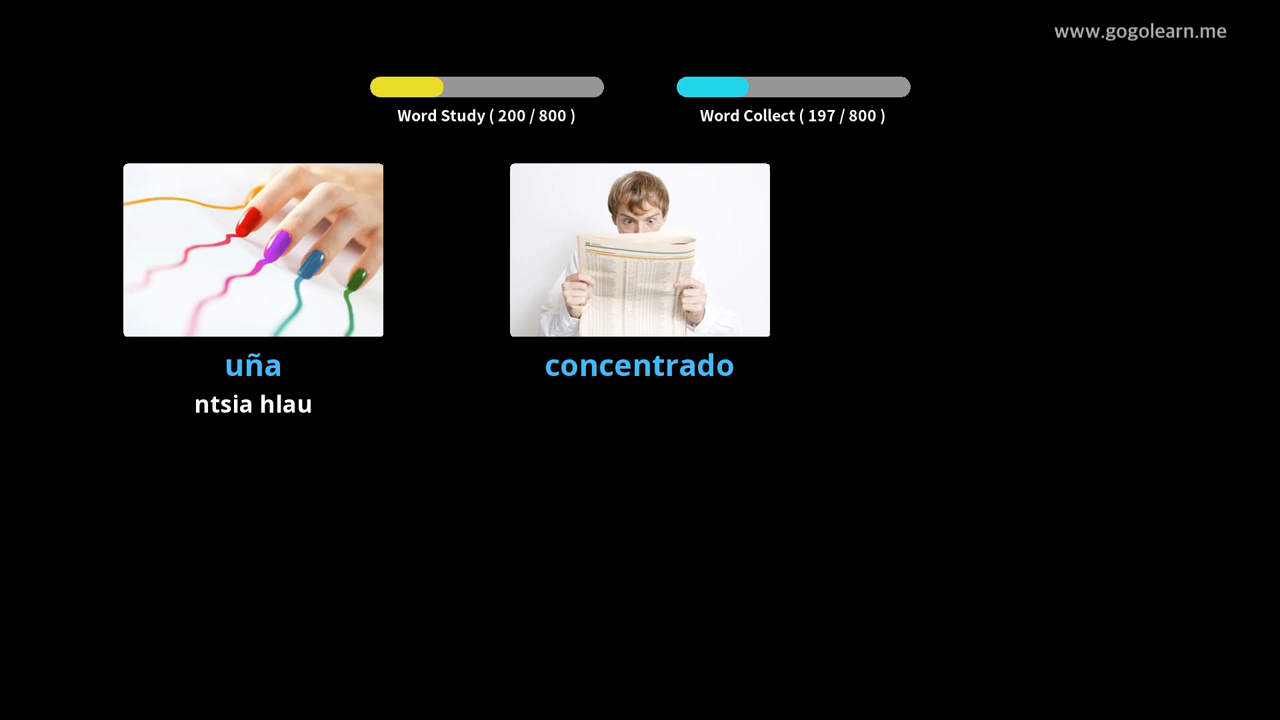 www.gogolearn.me
Word Study ( 200 / 800 )
Word Collect ( 197 / 800 )
uña
concentrado
ntsia hlau